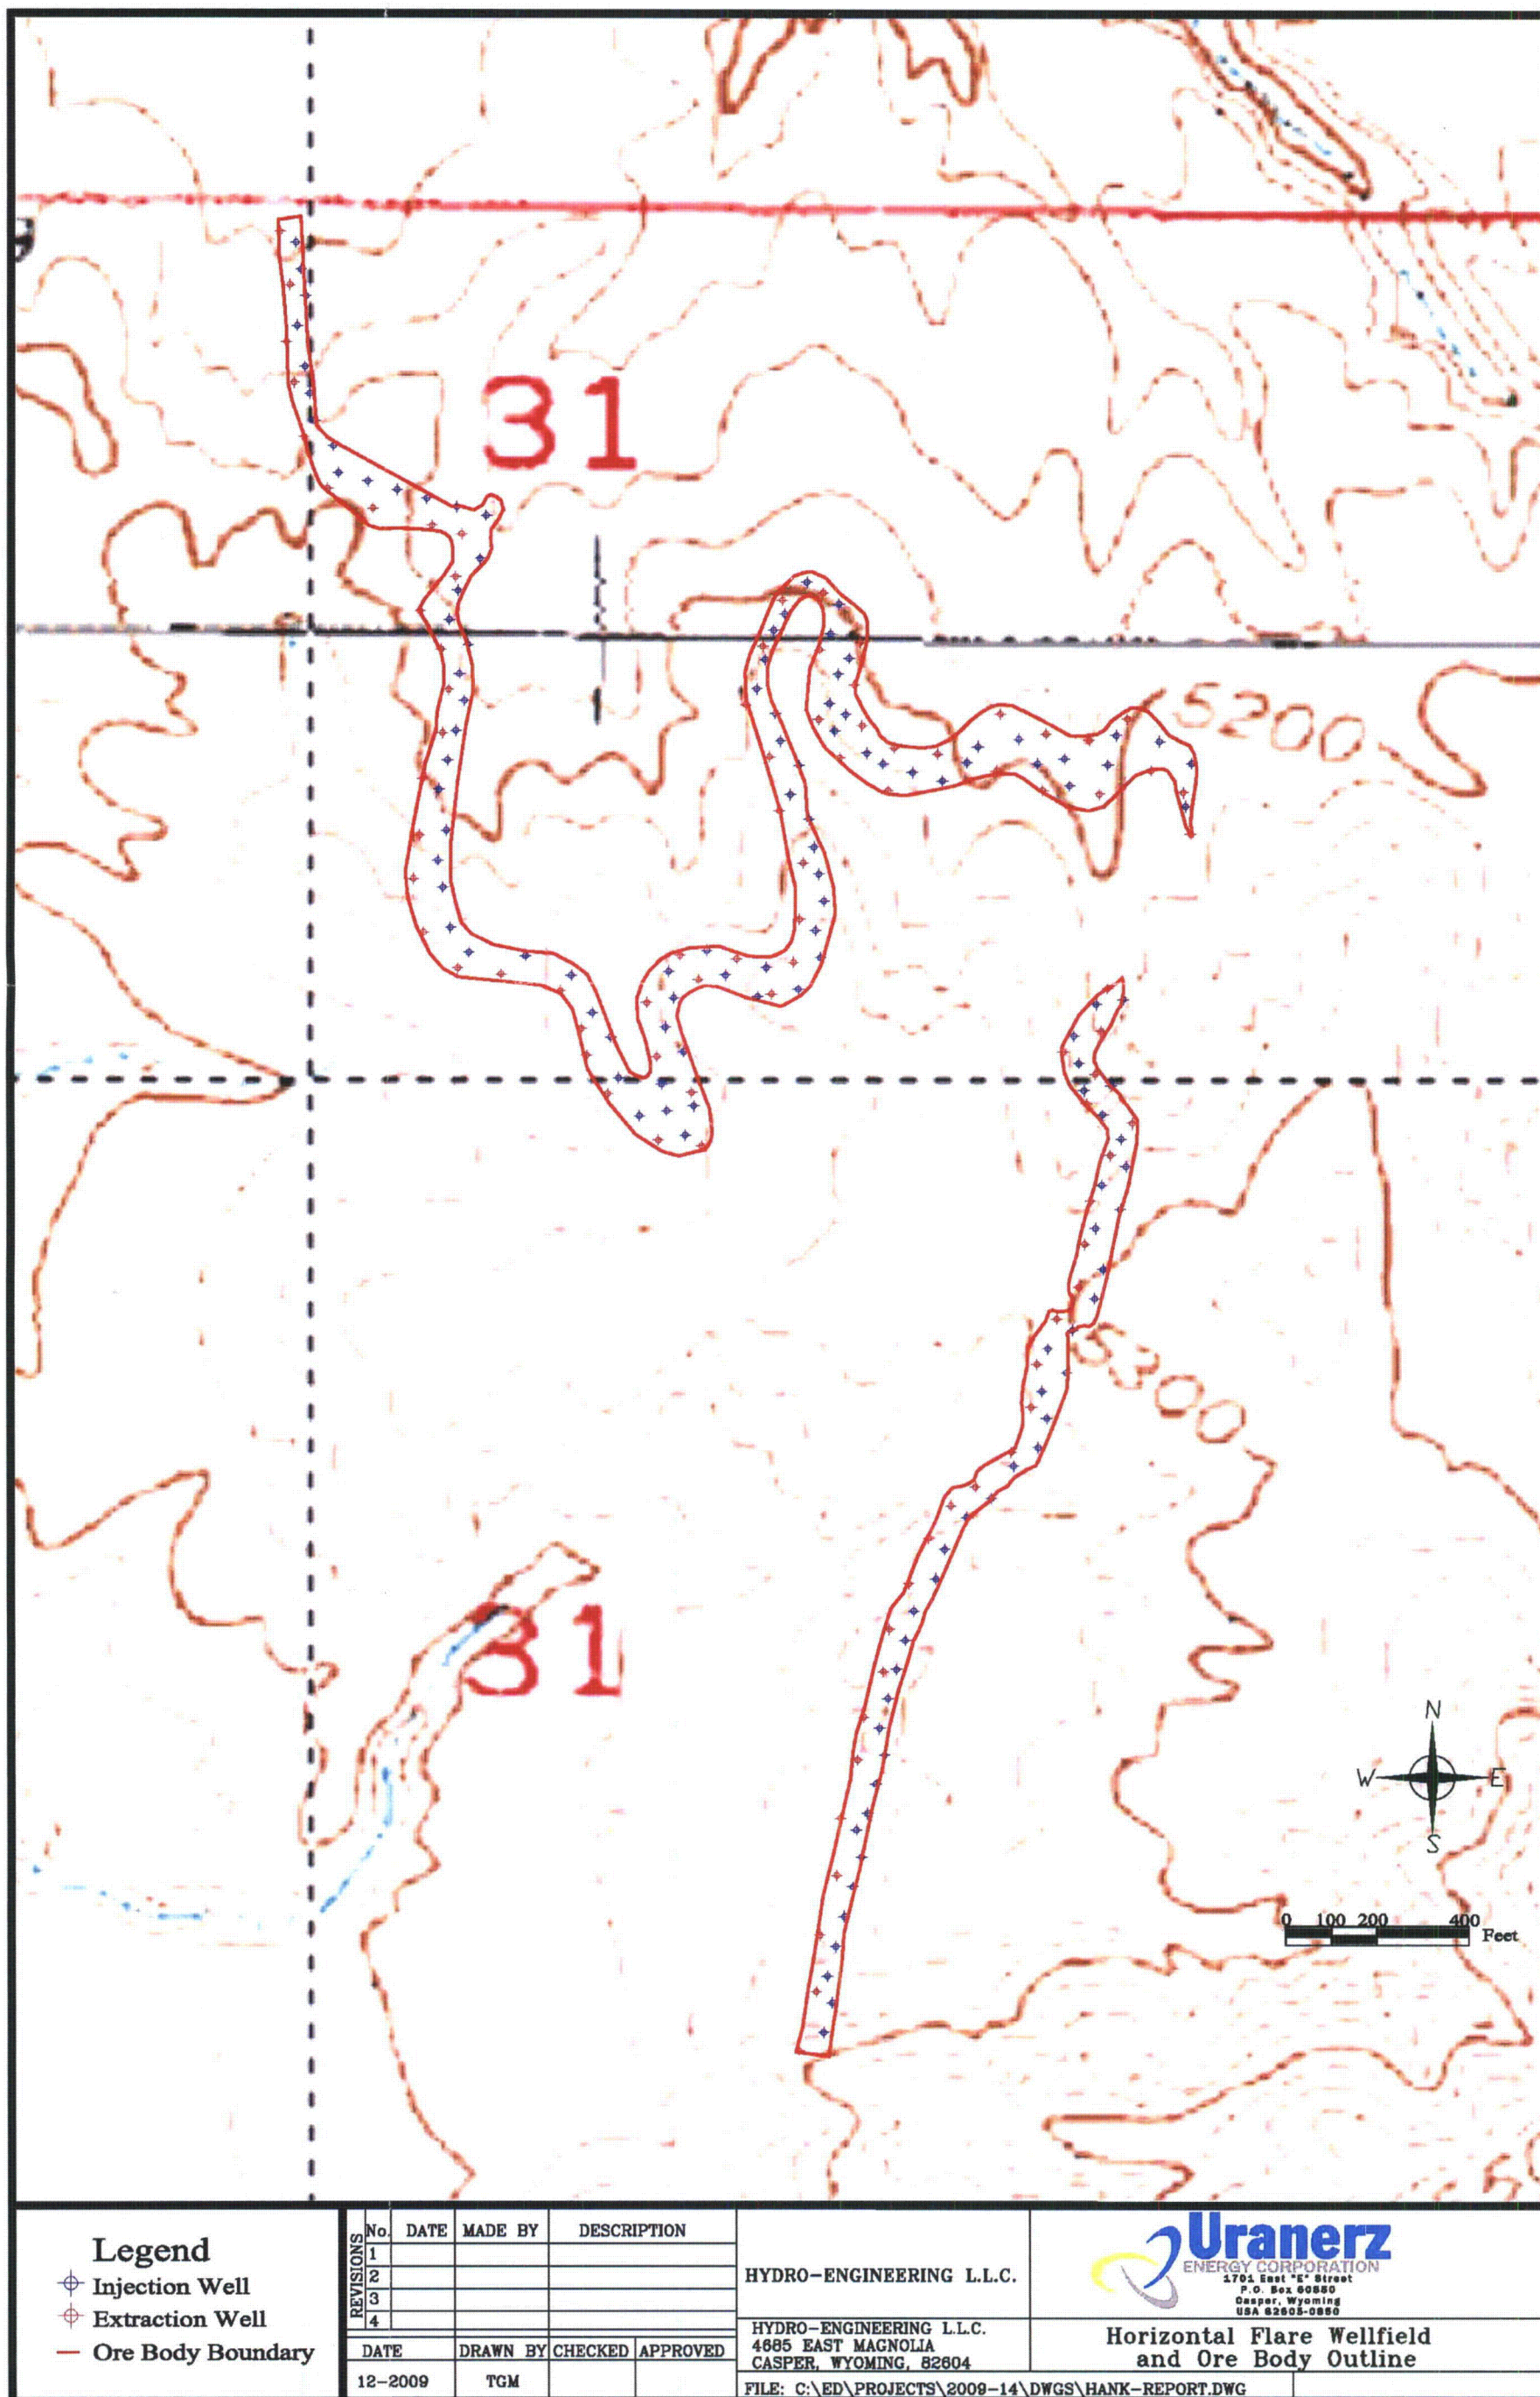 31
5200
5300
31
N
W E
S
0 100 200 400
Feet
Legend
Injection Well
Extraction Well
Ore Body Boundary
REVISIONS
No. DATE MADE BY DESCRIPTION
1
2
3
4
DATE DRAWN BY CHECKED APPROVED
12-2009 TGM
HYDRO-ENGINEERING L.L.C.
HYDRO-ENGINEERING L.L.C.
4685 EAST MAGNOLIA
CASPER, WYOMING, 82604
Uranerz
ENERGY CORPORATION
1701 East "E" Street
P.O. Box 50850
Casper, Wyoming
USA 82605-0850
Horizontal Flare Wellfield
and Ore Body Outline
FILE: C:\ED\PROJECTS\2009-14\DWGS\HANK-REPORT.DWG